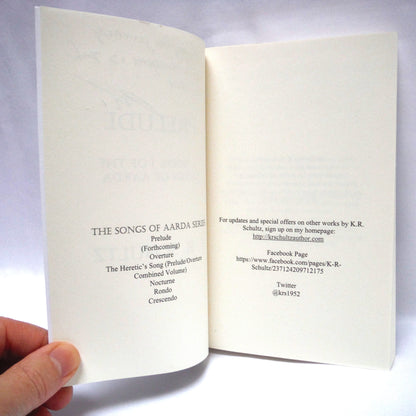 THE SONGS OF AARDA SERIES
Prelude
(Forthcoming)
Overture
The Heretic's Song (Prelude/Overture
Combined Volume)
Nocturne
Rondo
Crescendo
For updates and special offers on other works by K.R.
Schultz, sign up on my homepage:
http://krschultzauthor.com
Facebook Page
https://www.facebook.com/pages/K-R-
Schultz/237124209712175
Twitter
@krs1952